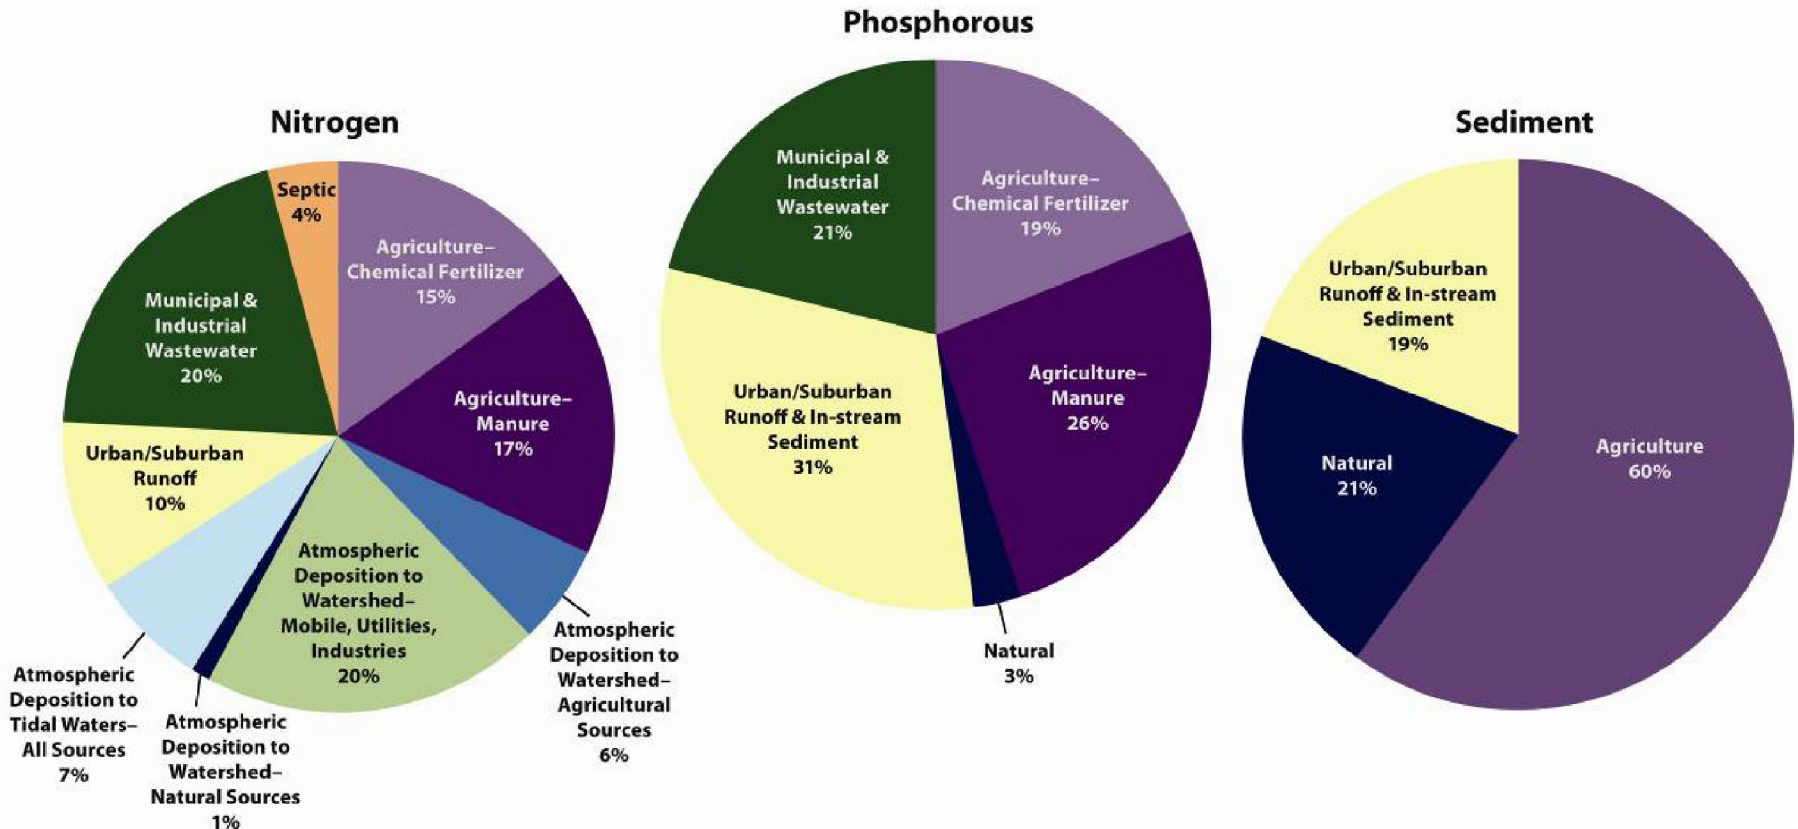 Nitrogen
Septic
4%
Agriculture–
Chemical Fertilizer
15%
Agriculture–
Manure
17%
Atmospheric
Deposition to
Watershed–
Agricultural
Sources
6%
Atmospheric
Deposition to
Watershed–
Mobile, Utilities,
Industries
20%
Atmospheric
Deposition to
Watershed–
Natural Sources
1%
Atmospheric
Deposition to
Tidal Waters–
All Sources
7%
Urban/Suburban
Runoff
10%
Municipal &
Industrial
Wastewater
20%
Phosphorous
Agriculture–
Chemical Fertilizer
19%
Agriculture–
Manure
26%
Natural
3%
Urban/Suburban
Runoff & In-stream
Sediment
31%
Municipal &
Industrial
Wastewater
21%
Sediment
Agriculture
60%
Natural
21%
Urban/Suburban
Runoff & In-stream
Sediment
19%